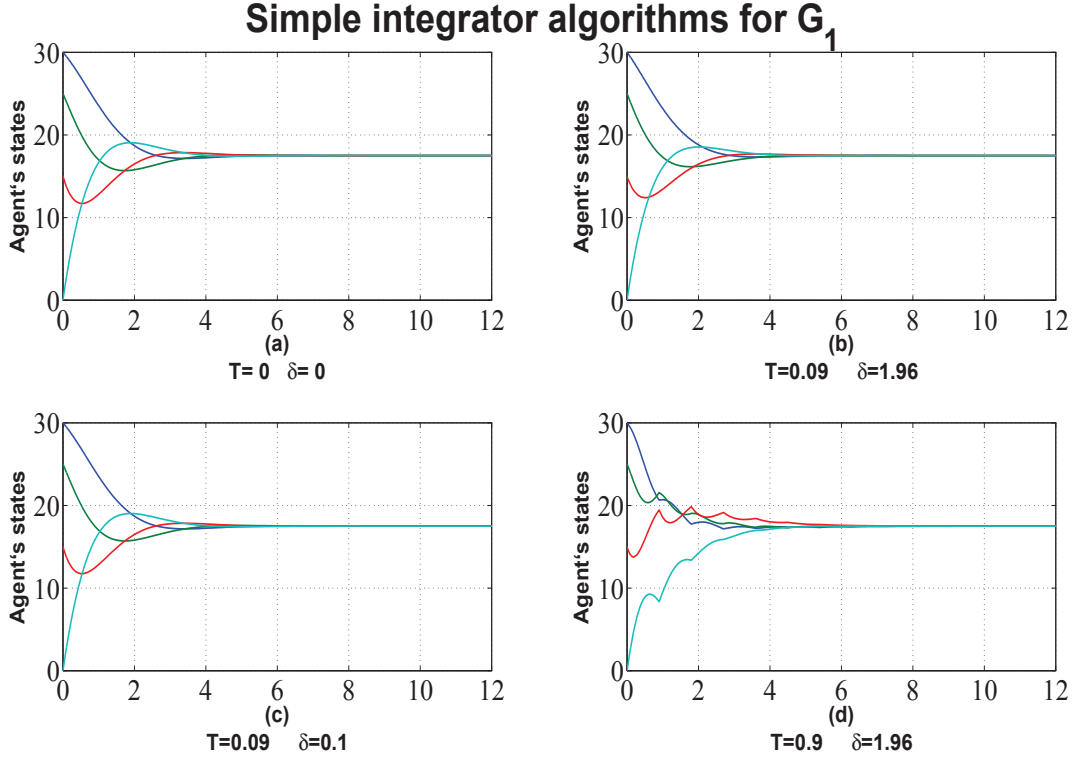 Simple integrator algorithms for G1
Agent's states
30
20
10
0
0 2 4 6 8 10 12
(a)
T= 0 δ= 0
Agent's states
30
20
10
0
0 2 4 6 8 10 12
(b)
T=0.09 δ=1.96
Agent's states
30
20
10
0
0 2 4 6 8 10 12
(c)
T=0.09 δ=0.1
Agent's states
30
20
10
0
0 2 4 6 8 10 12
(d)
T=0.9 δ=1.96